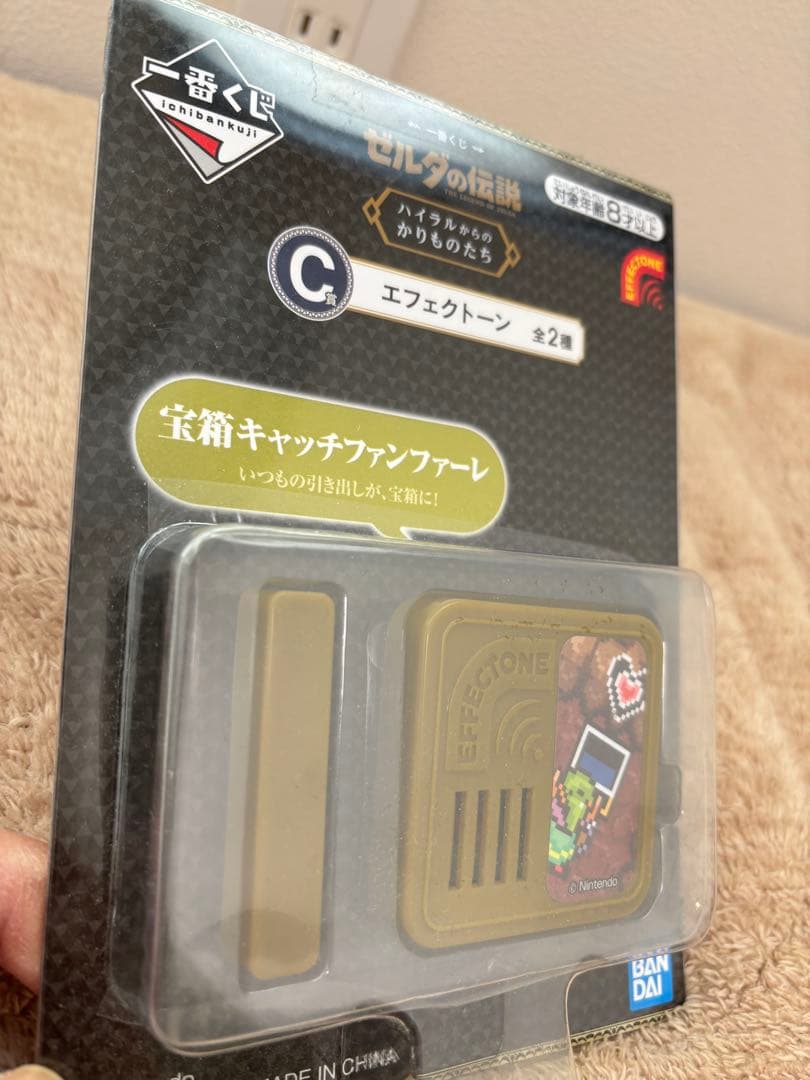 一番くじ
ichibankuji
一番くじ
ゼルダの伝説
THE LEGEND OF ZELDA
ハイラルからの
かりものたち
対象年齢8才以上
EFFECTONE
C賞
エフェクトーン 全2種
宝箱キャッチファンファーレ
いつもの引き出しが、宝箱に!
EFFECTONE
© Nintendo
BAN
DAI
MADE IN CHINA